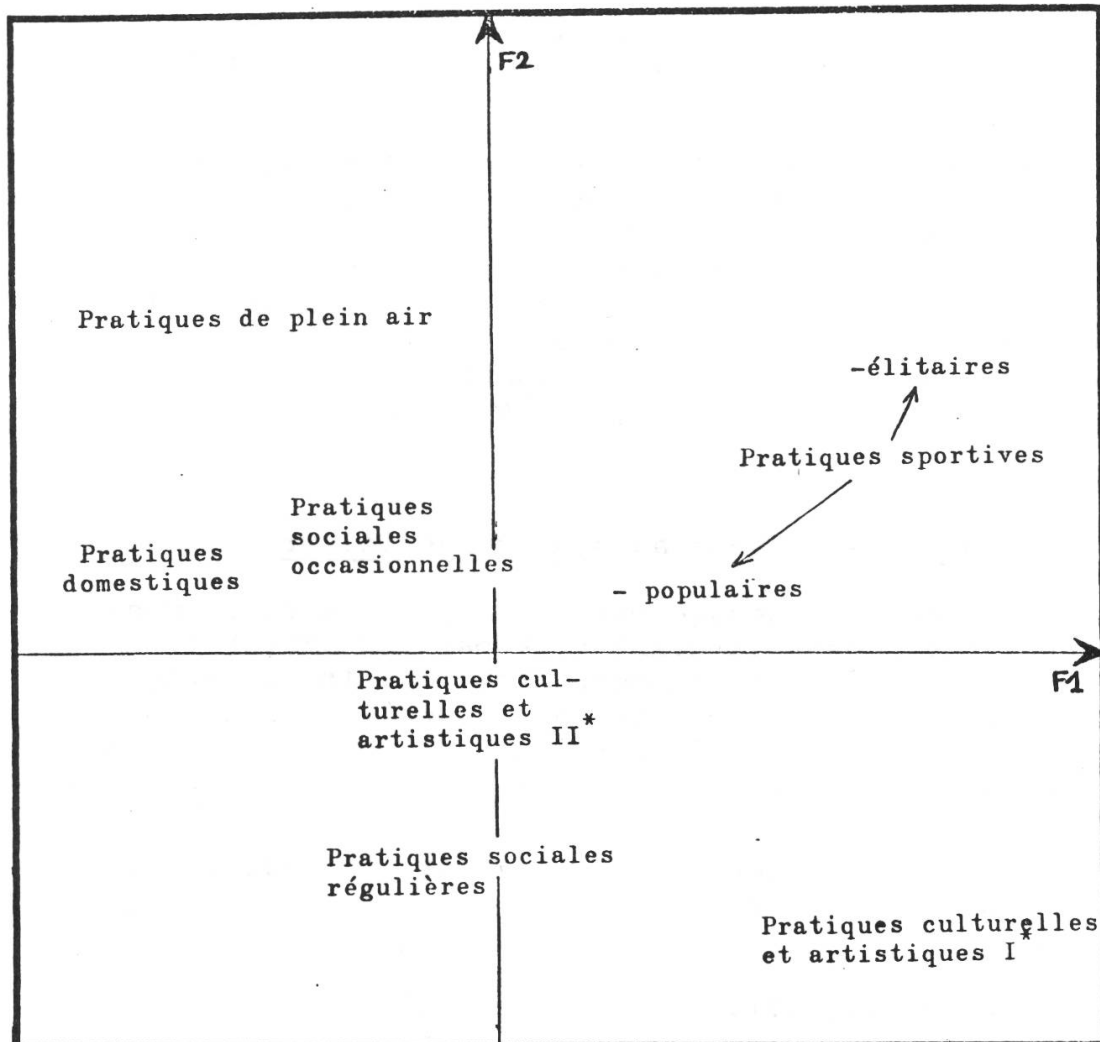 F2
Pratiques de plein air
-élitaires
Pratiques sportives
Pratiques
sociales
occasionnelles
Pratiques
domestiques
- populaires
F1
Pratiques cul-
turelles et
artistiques II*
Pratiques sociales
régulières
Pratiques culturelles
et artistiques I*